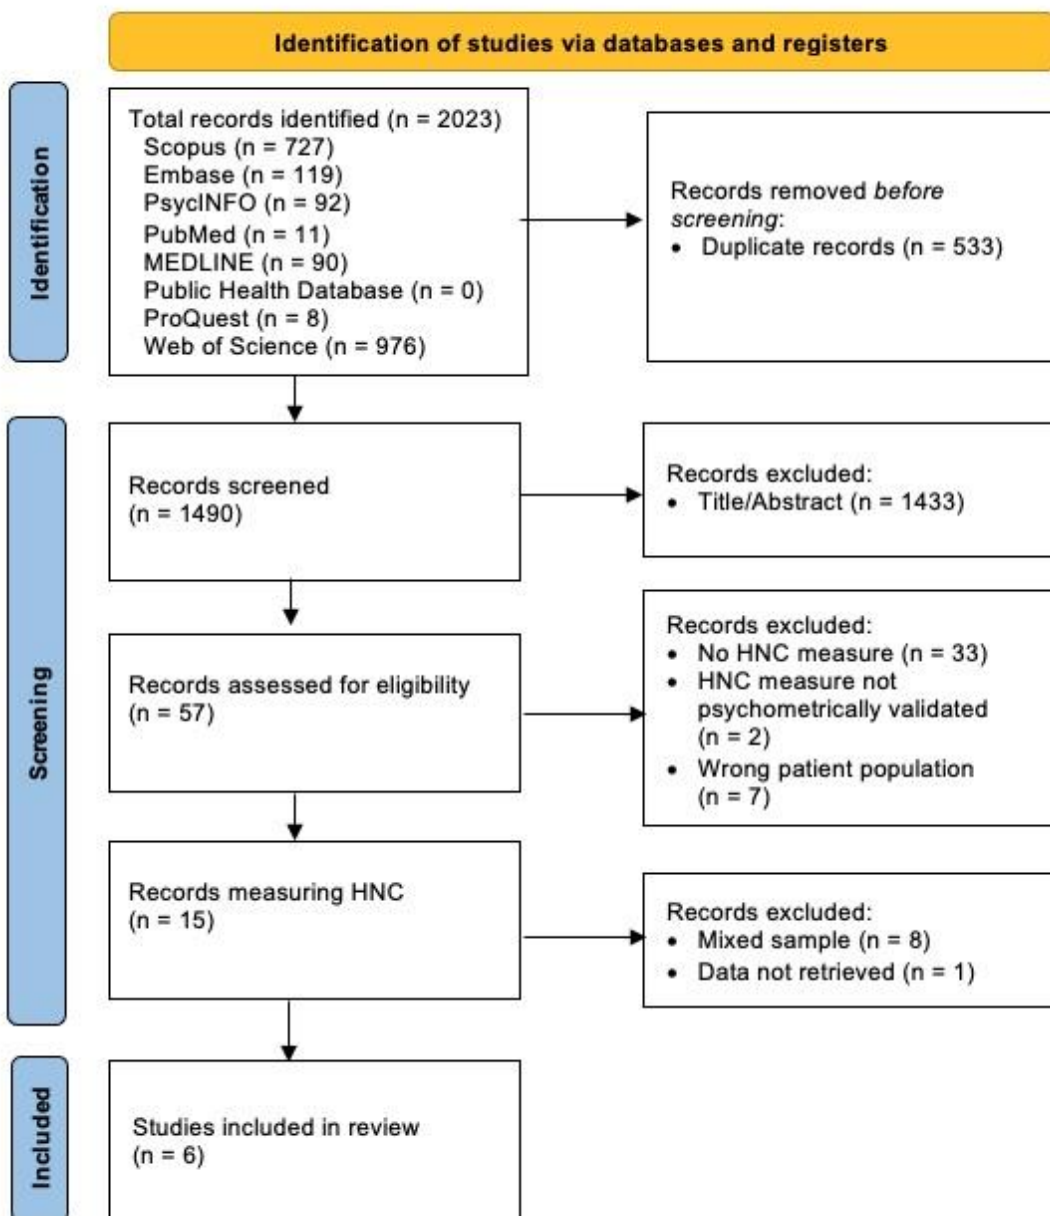 Identification of studies via databases and registers
Identification
Total records identified (n = 2023)
Scopus (n = 727)
Embase (n = 119)
PsycINFO (n = 92)
PubMed (n = 11)
MEDLINE (n = 90)
Public Health Database (n = 0)
ProQuest (n = 8)
Web of Science (n = 976)
Records removed before
screening:
• Duplicate records (n = 533)
Screening
Records screened
(n = 1490)
Records excluded:
• Title/Abstract (n = 1433)
Records assessed for eligibility
(n = 57)
Records excluded:
• No HNC measure (n = 33)
• HNC measure not
psychometrically validated
(n = 2)
• Wrong patient population
(n = 7)
Records measuring HNC
(n = 15)
Records excluded:
• Mixed sample (n = 8)
• Data not retrieved (n = 1)
Included
Studies included in review
(n = 6)